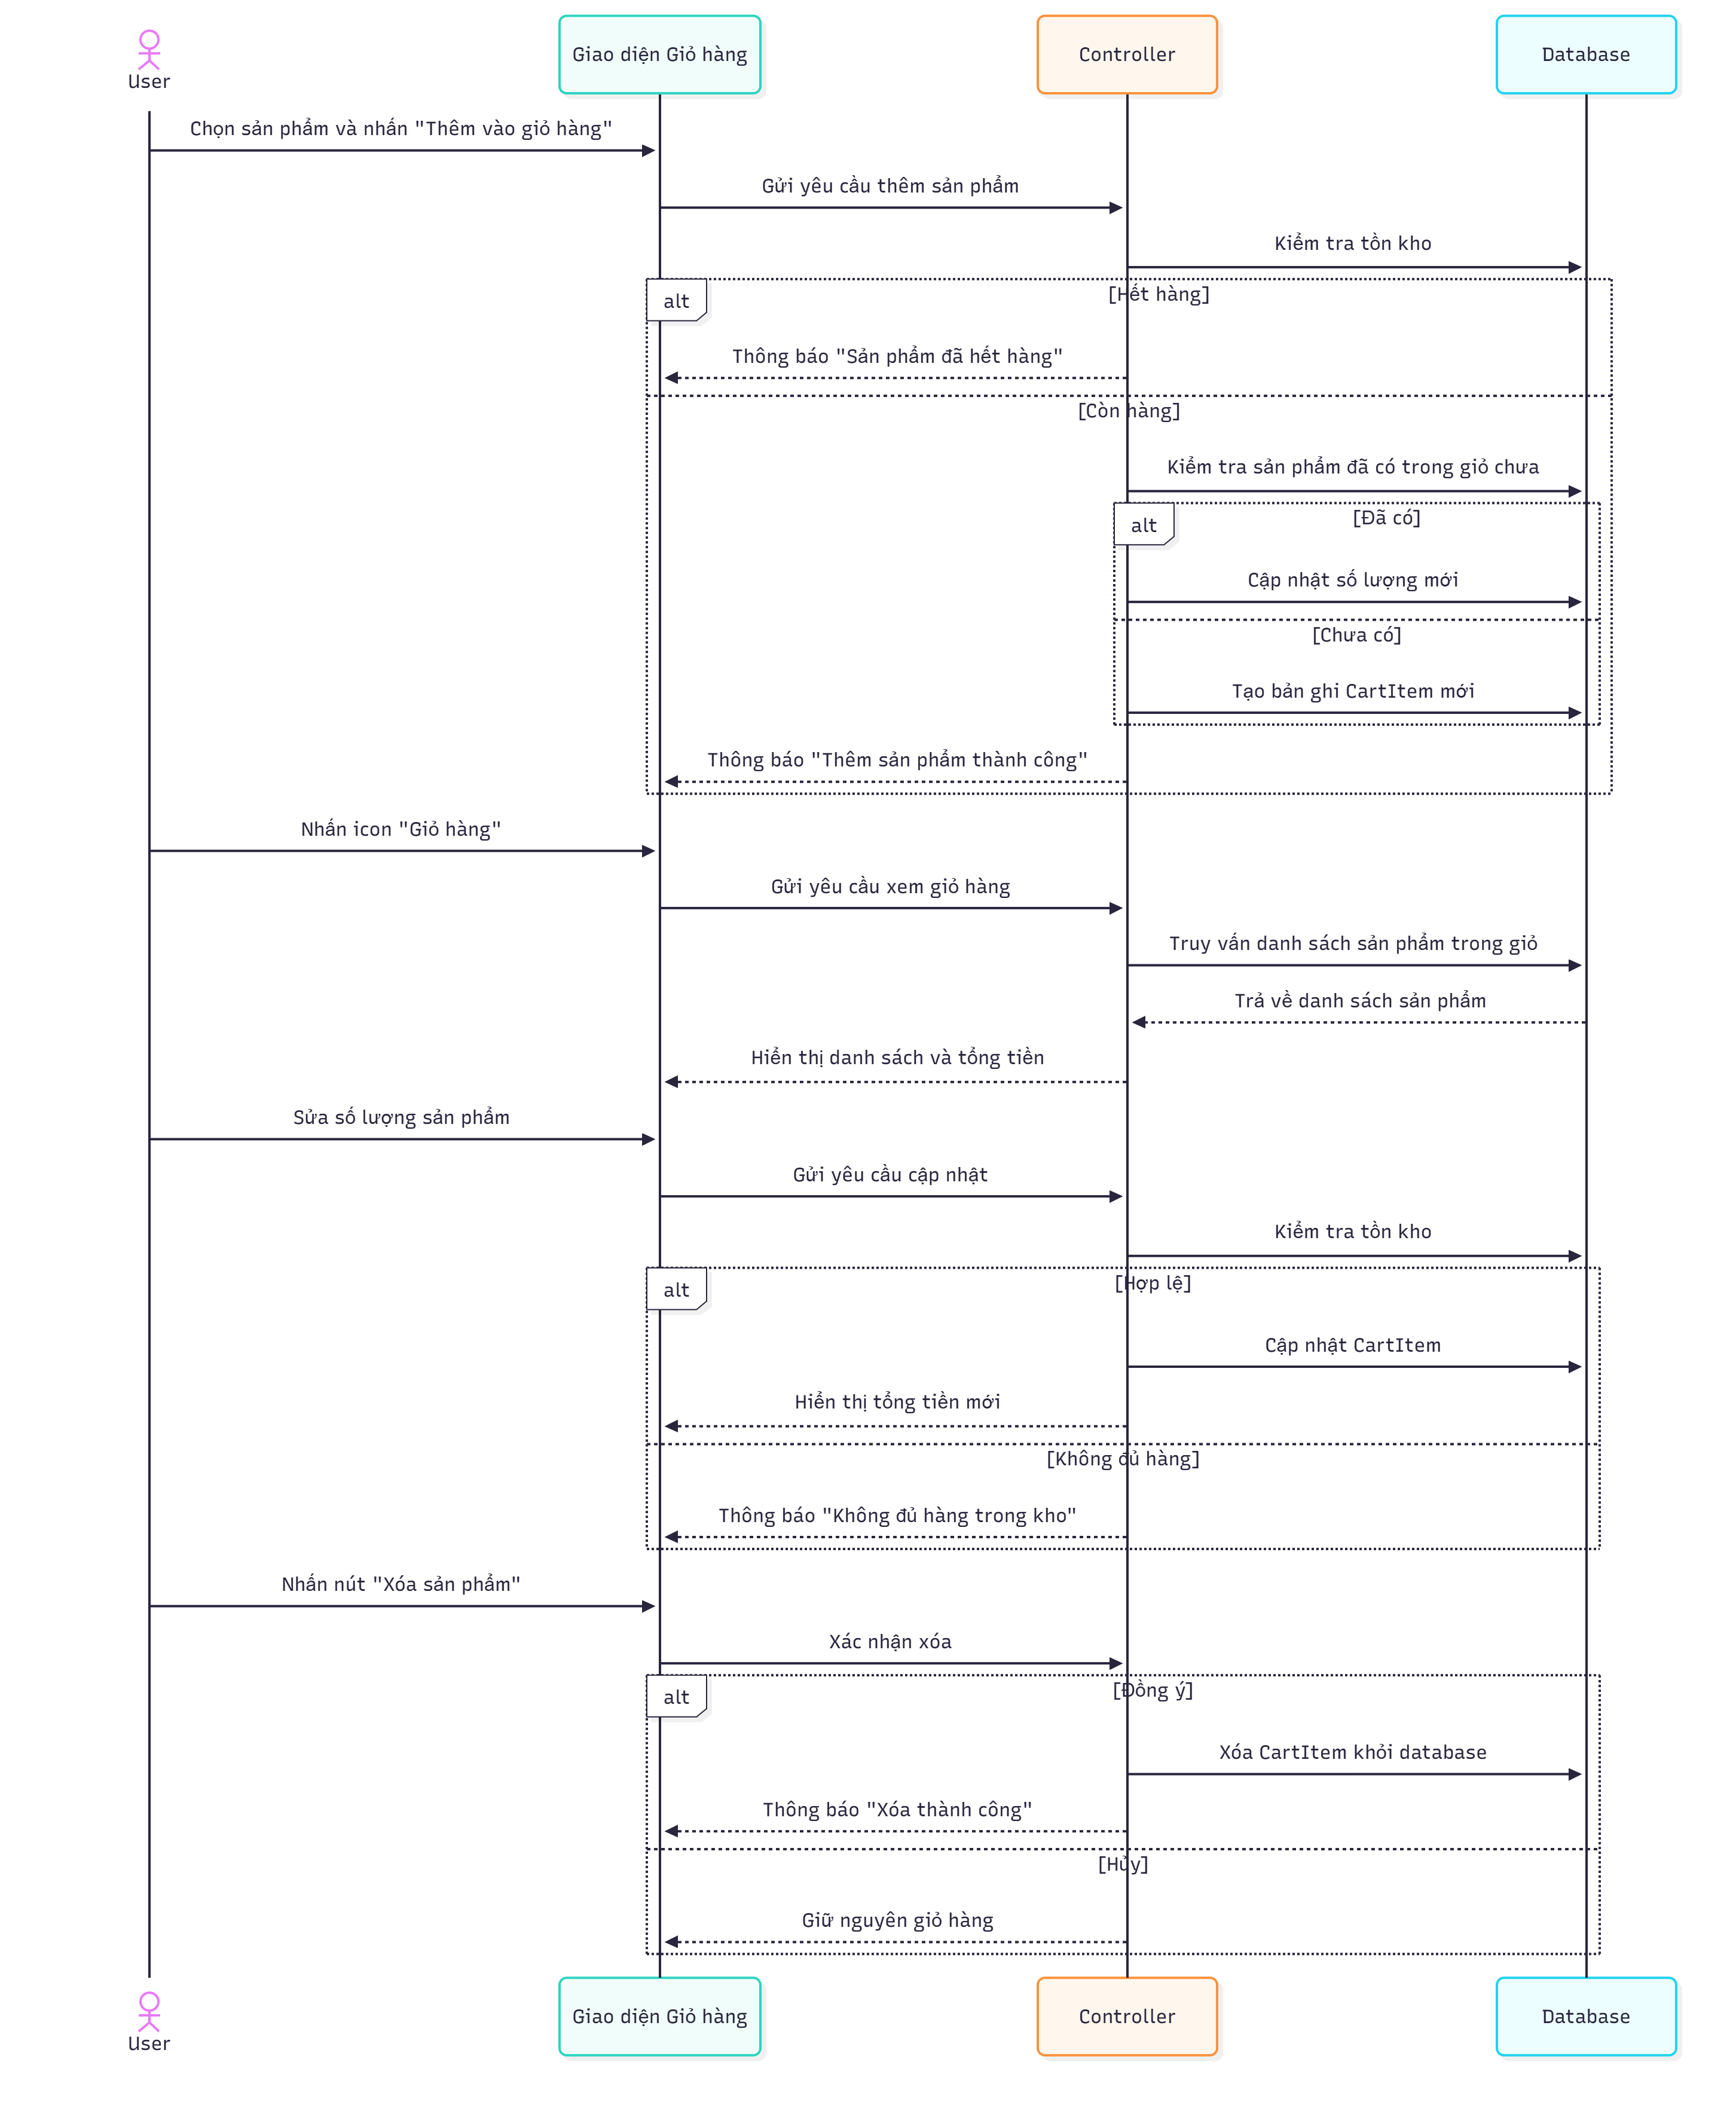 User
Giao diện Giỏ hàng
Controller
Database
Chọn sản phẩm và nhấn "Thêm vào giỏ hàng"
Gửi yêu cầu thêm sản phẩm
Kiểm tra tồn kho
alt
[Hết hàng]
Thông báo "Sản phẩm đã hết hàng"
[Còn hàng]
Kiểm tra sản phẩm đã có trong giỏ chưa
alt
[Đã có]
Cập nhật số lượng mới
[Chưa có]
Tạo bản ghi CartItem mới
Thông báo "Thêm sản phẩm thành công"
Nhấn icon "Giỏ hàng"
Gửi yêu cầu xem giỏ hàng
Truy vấn danh sách sản phẩm trong giỏ
Trả về danh sách sản phẩm
Hiển thị danh sách và tổng tiền
Sửa số lượng sản phẩm
Gửi yêu cầu cập nhật
Kiểm tra tồn kho
alt
[Hợp lệ]
Cập nhật CartItem
Hiển thị tổng tiền mới
[Không đủ hàng]
Thông báo "Không đủ hàng trong kho"
Nhấn nút "Xóa sản phẩm"
Xác nhận xóa
alt
[Đồng ý]
Xóa CartItem khỏi database
Thông báo "Xóa thành công"
[Hủy]
Giữ nguyên giỏ hàng
User
Giao diện Giỏ hàng
Controller
Database